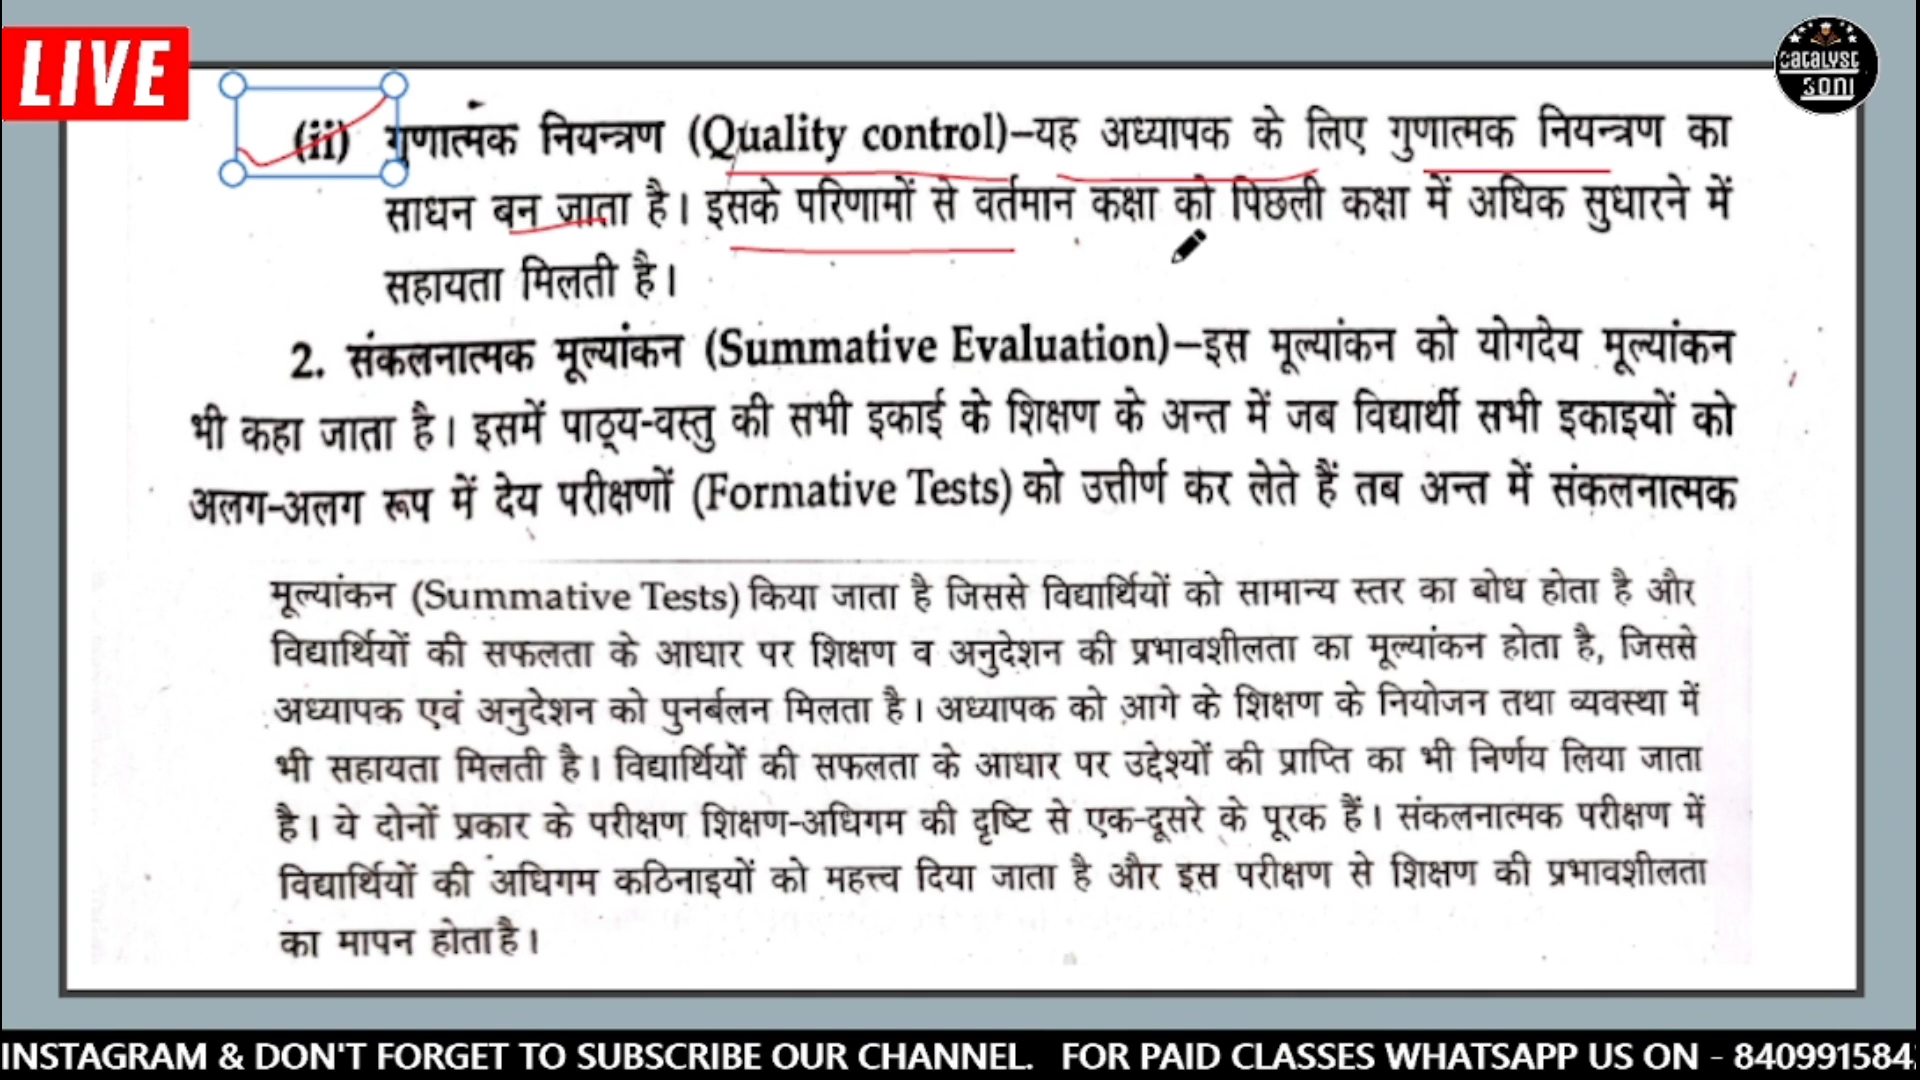 LIVE
CATALYST
SONI
(ii) गुणात्मक नियन्त्रण (Quality control)–यह अध्यापक के लिए गुणात्मक नियन्त्रण का
साधन बन जाता है। इसके परिणामों से वर्तमान कक्षा को पिछली कक्षा में अधिक सुधारने में
सहायता मिलती है।
2. संकलनात्मक मूल्यांकन (Summative Evaluation)–इस मूल्यांकन को योगदेय मूल्यांकन
भी कहा जाता है। इसमें पाठ्य-वस्तु की सभी इकाई के शिक्षण के अन्त में जब विद्यार्थी सभी इकाइयों को
अलग-अलग रूप में देय परीक्षणों (Formative Tests) को उत्तीर्ण कर लेते हैं तब अन्त में संकलनात्मक
मूल्यांकन (Summative Tests) किया जाता है जिससे विद्यार्थियों को सामान्य स्तर का बोध होता है और
विद्यार्थियों की सफलता के आधार पर शिक्षण व अनुदेशन की प्रभावशीलता का मूल्यांकन होता है, जिससे
अध्यापक एवं अनुदेशन को पुनर्बलन मिलता है। अध्यापक को आगे के शिक्षण के नियोजन तथा व्यवस्था में
भी सहायता मिलती है। विद्यार्थियों की सफलता के आधार पर उद्देश्यों की प्राप्ति का भी निर्णय लिया जाता
है। ये दोनों प्रकार के परीक्षण शिक्षण-अधिगम की दृष्टि से एक-दूसरे के पूरक हैं। संकलनात्मक परीक्षण में
विद्यार्थियों की अधिगम कठिनाइयों को महत्त्व दिया जाता है और इस परीक्षण से शिक्षण की प्रभावशीलता
का मापन होता है।
INSTAGRAM & DON'T FORGET TO SUBSCRIBE OUR CHANNEL. FOR PAID CLASSES WHATSAPP US ON - 840991584